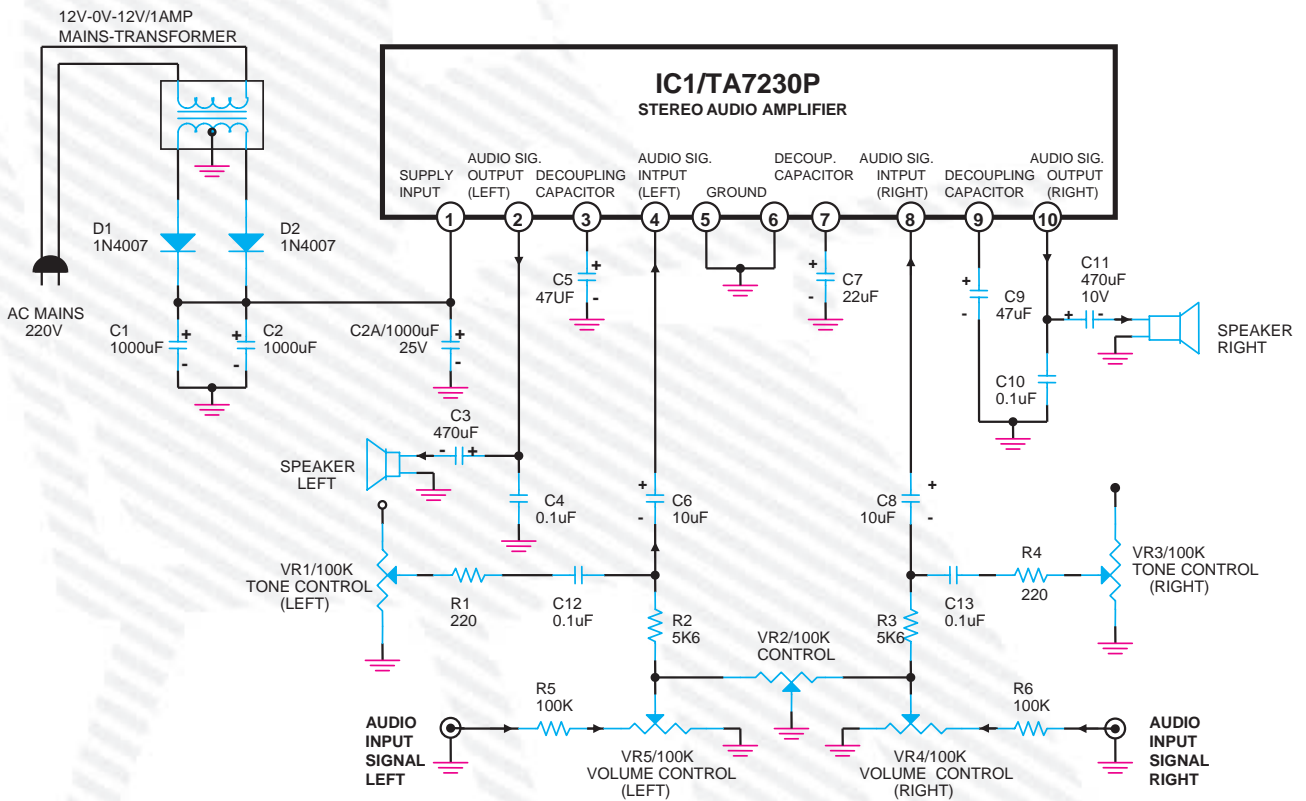 12V-0V-12V/1AMP
MAINS-TRANSFORMER
IC1/TA7230P
STEREO AUDIO AMPLIFIER
SUPPLY
INPUT
AUDIO SIG.
OUTPUT
(LEFT)
DECOUPLING
CAPACITOR
AUDIO SIG.
INTPUT
(LEFT)
GROUND
DECOUP.
CAPACITOR
AUDIO SIG.
INTPUT
(RIGHT)
DECOUPLING
CAPACITOR
AUDIO SIG.
OUTPUT
(RIGHT)
1
2
3
4
5
6
7
8
9
10
D1
1N4007
D2
1N4007
AC MAINS
220V
C1
1000uF
+
-
C2
1000uF
+
-
C2A/1000uF
25V
+
-
C5
47UF
+
-
C7
22uF
+
-
C9
47uF
+
-
C11
470uF
10V
+
-
SPEAKER
RIGHT
C10
0.1uF
C3
470uF
-
+
SPEAKER
LEFT
C4
0.1uF
C6
10uF
+
-
C8
10uF
+
-
VR1/100K
TONE CONTROL
(LEFT)
R1
220
C12
0.1uF
R2
5K6
R3
5K6
C13
0.1uF
R4
220
VR3/100K
TONE CONTROL
(RIGHT)
VR2/100K
CONTROL
AUDIO
INPUT
SIGNAL
LEFT
R5
100K
VR5/100K
VOLUME CONTROL
(LEFT)
VR4/100K
VOLUME CONTROL
(RIGHT)
R6
100K
AUDIO
INPUT
SIGNAL
RIGHT